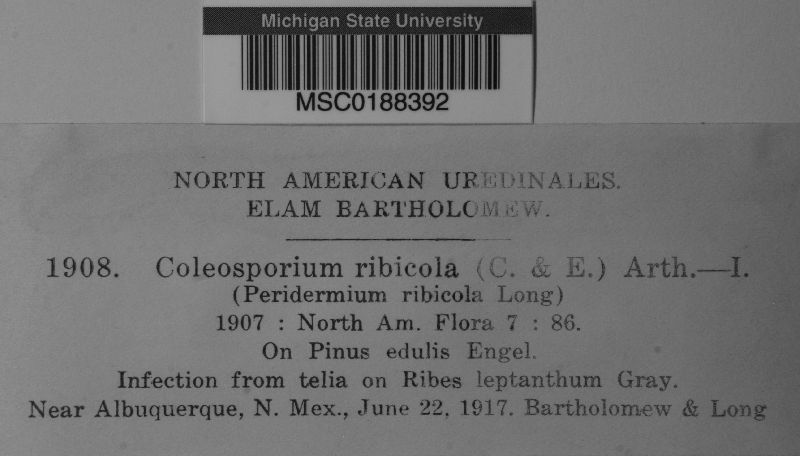 Michigan State University
MSC0188392
NORTH AMERICAN UREDINALES.
ELAM BARTHOLOMEW.
1908. Coleosporium ribicola (C. & E.) Arth.—I.
(Peridermium ribicola Long)
1907 : North Am. Flora 7 : 86.
On Pinus edulis Engel.
Infection from telia on Ribes leptanthum Gray.
Near Albuquerque, N. Mex., June 22, 1917. Bartholomew & Long